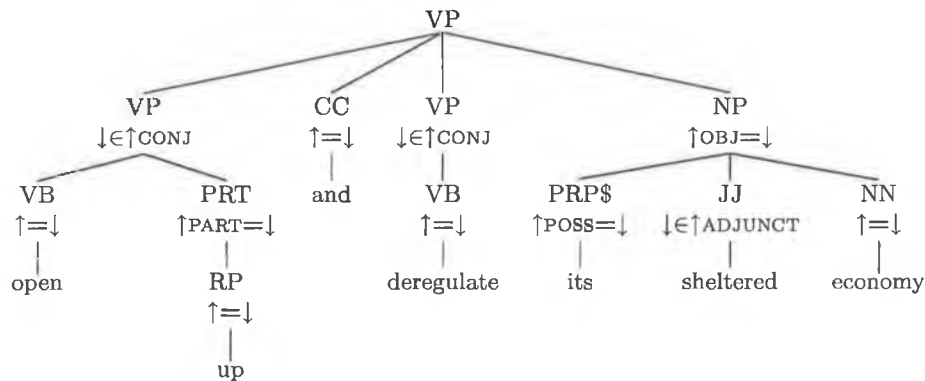 VP
VP CC VP NP
↓∈↑CONJ ↑=↓ ↓∈↑CONJ ↑OBJ=↓
VB PRT and VB PRP$ JJ NN
↑=↓ ↑PART=↓ ↑=↓ ↑POSS=↓ ↓∈↑ADJUNCT ↑=↓
open RP deregulate its sheltered economy
↑=↓
up